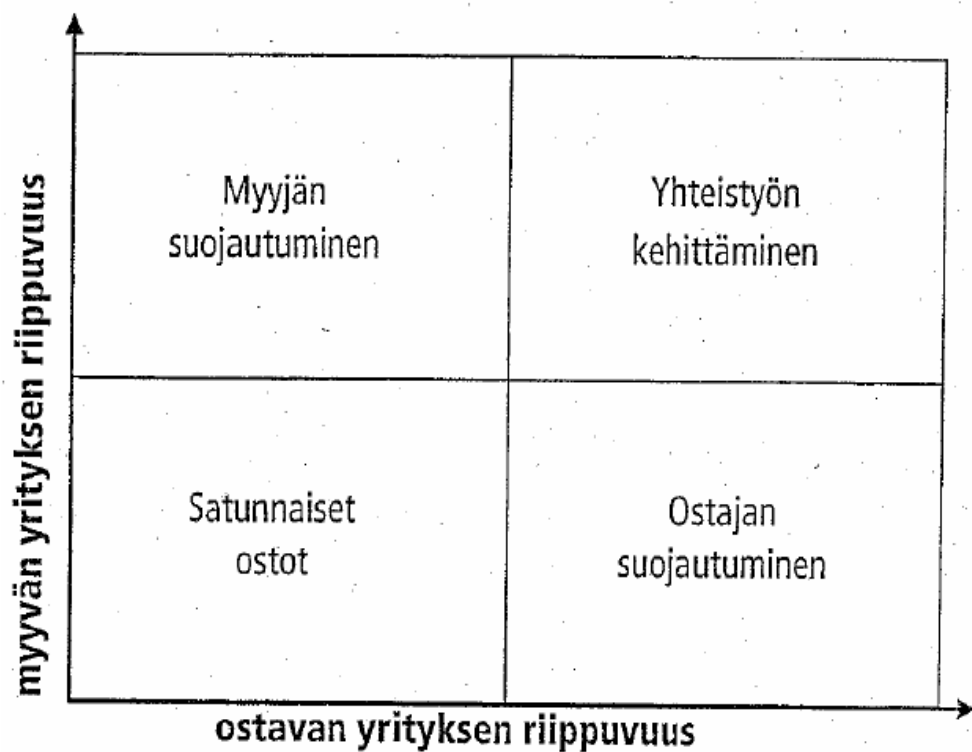 myyvän yrityksen riippuvuus
Myyjän
suojautuminen
Yhteistyön
kehittäminen
Satunnaiset
ostot
Ostajan
suojautuminen
ostavan yrityksen riippuvuus